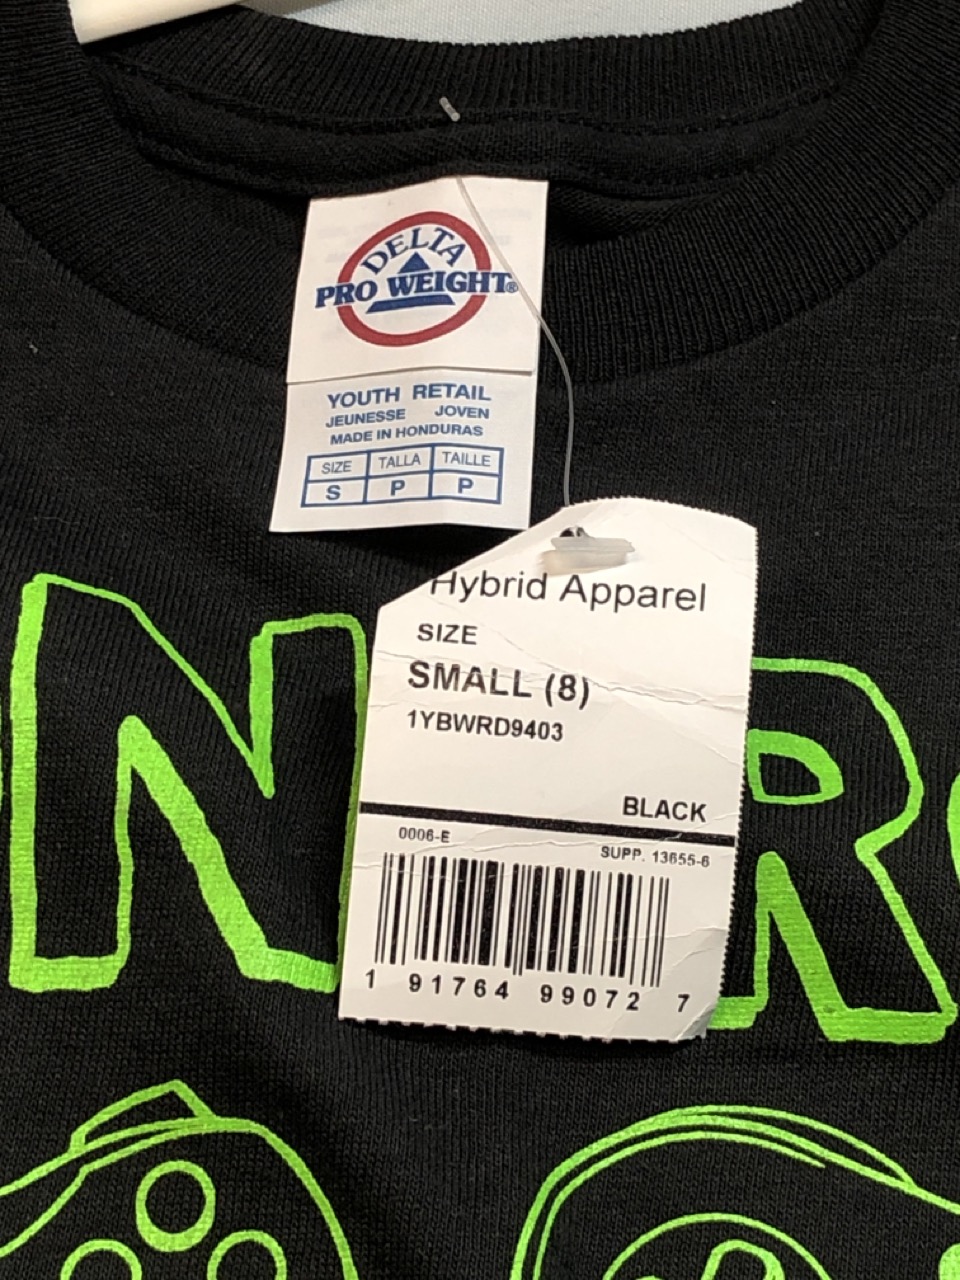 DELTA
PRO WEIGHT®
YOUTH RETAIL
JEUNESSE JOVEN
MADE IN HONDURAS
SIZE TALLA TAILLE
S P P
Hybrid Apparel
SIZE
SMALL (8)
1YBWRD9403
BLACK
0006-E
SUPP. 13655-6
1 91764 99072 7
N R